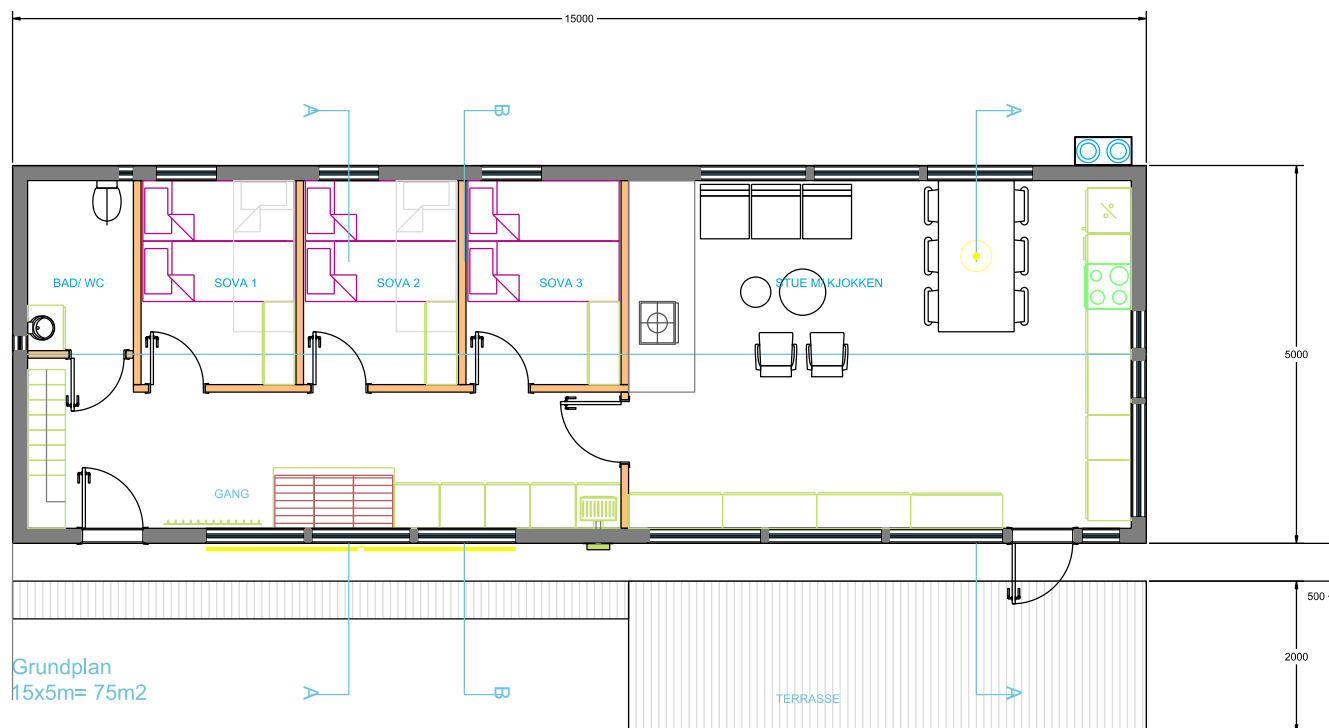 15000
A
B
A
BAD/ WC
SOVA 1
SOVA 2
SOVA 3
STUE M/ KJOKKEN
%
5000
GANG
500
2000
Grundplan
15x5m= 75m2
A
B
A
TERRASSE